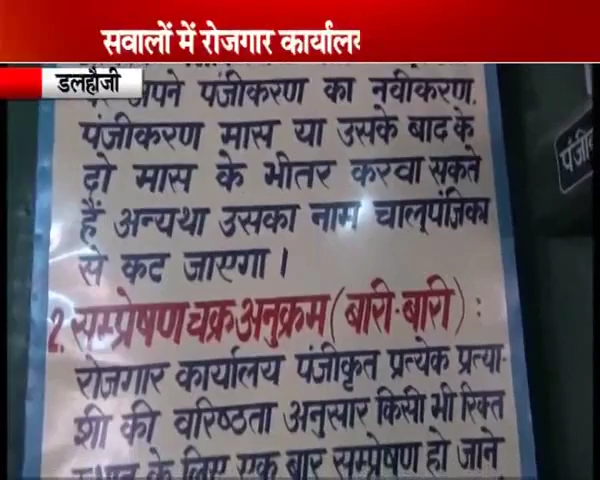 सवालों में रोजगार कार्यालय
डलहौजी
अपने पंजीकरण का नवीकरण,
पंजीकरण मास या उसके बाद के
दो मास के भीतर करवा सकते
हैं अन्यथा उसका नाम चालूपंजिका
से कट जाएगा।
2. सम्प्रेषण चक्र अनुक्रम (बारी-बारी) :
रोजगार कार्यालय पंजीकृत प्रत्येक प्रत्या-
शी की वरिष्ठता अनुसार किसी भी रिक्त
के लिए एक बार सम्प्रेषण हो जाने